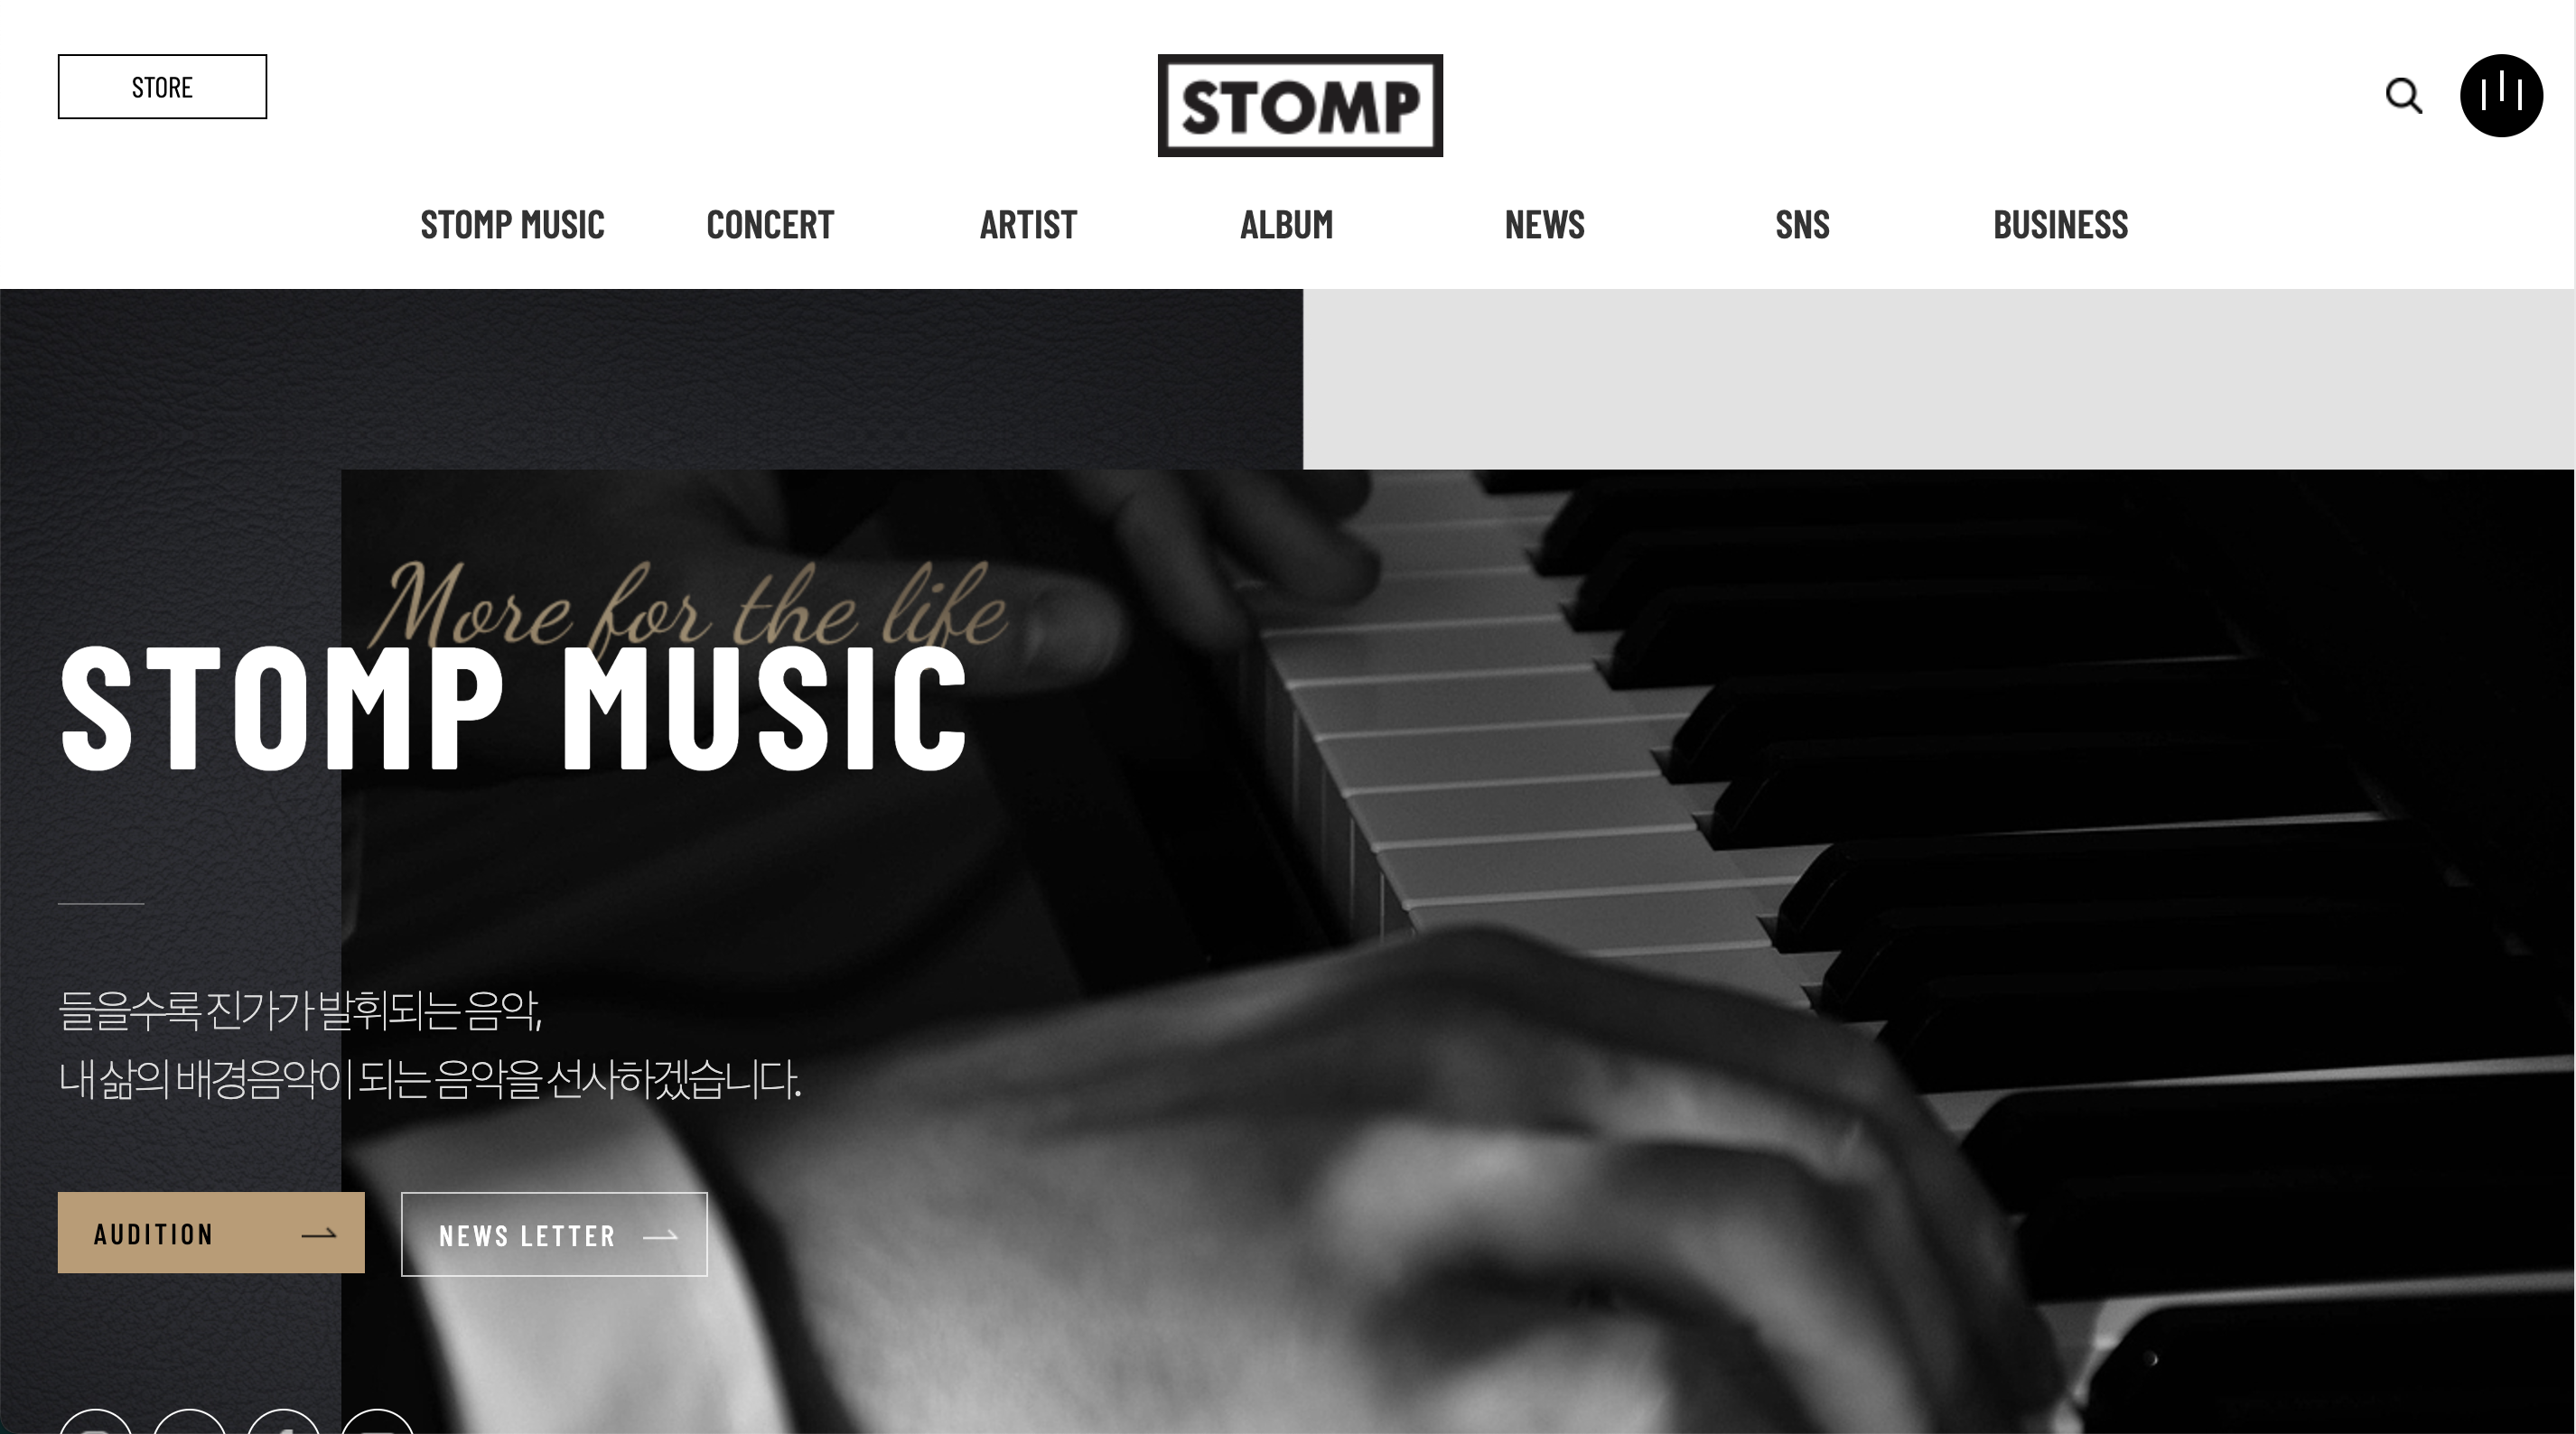 STORE
STOMP
STOMP MUSIC CONCERT ARTIST ALBUM NEWS SNS BUSINESS
More for the life
STOMP MUSIC
들을수록 진가가 발휘되는 음악,
내 삶의 배경음악이 되는 음악을 선사하겠습니다.
AUDITION
NEWS LETTER